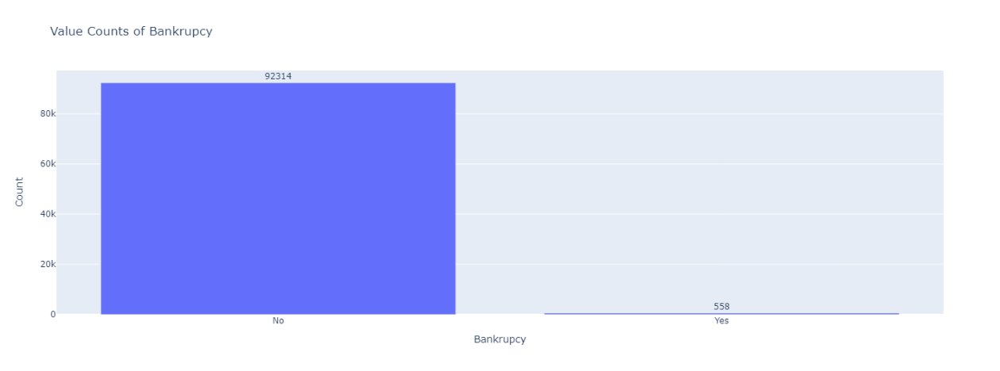 Value Counts of Bankrupcy
92314
80k
60k
Count
40k
20k
558
0
No
Yes
Bankrupcy